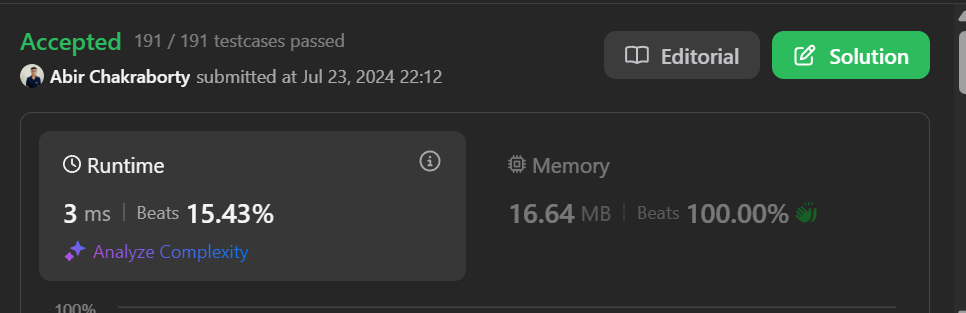 Accepted 191 / 191 testcases passed
Editorial
Solution
Abir Chakraborty submitted at Jul 23, 2024 22:12
Runtime
3 ms | Beats 15.43%
Analyze Complexity
Memory
16.64 MB | Beats 100.00%
100%